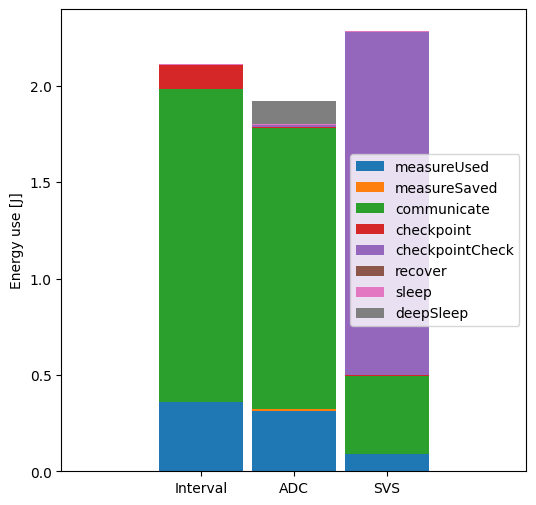 Energy use [J]
2.0
1.5
1.0
0.5
0.0
Interval
ADC
SVS
measureUsed
measureSaved
communicate
checkpoint
checkpointCheck
recover
sleep
deepSleep